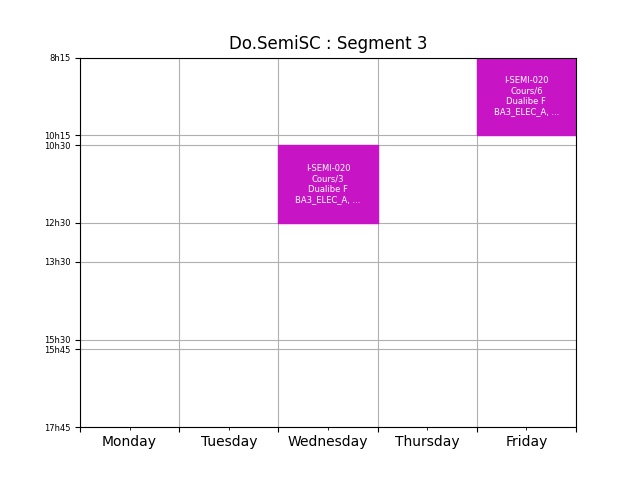 Do.SemiSC : Segment 3
8h15
I-SEMI-020
Cours/6
Dualibe F
BA3_ELEC_A, ...
10h15
10h30
I-SEMI-020
Cours/3
Dualibe F
BA3_ELEC_A, ...
12h30
13h30
15h30
15h45
17h45
Monday Tuesday Wednesday Thursday Friday